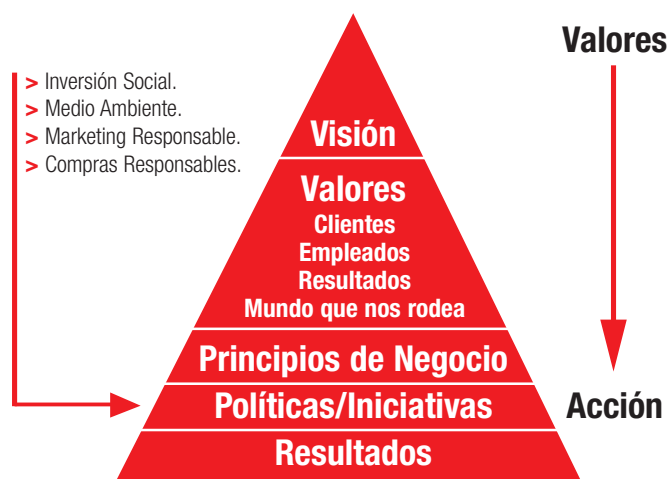 > Inversión Social.
> Medio Ambiente.
> Marketing Responsable.
> Compras Responsables.
Visión
Valores
Clientes
Empleados
Resultados
Mundo que nos rodea
Principios de Negocio
Políticas/Iniciativas
Resultados
Valores
Acción